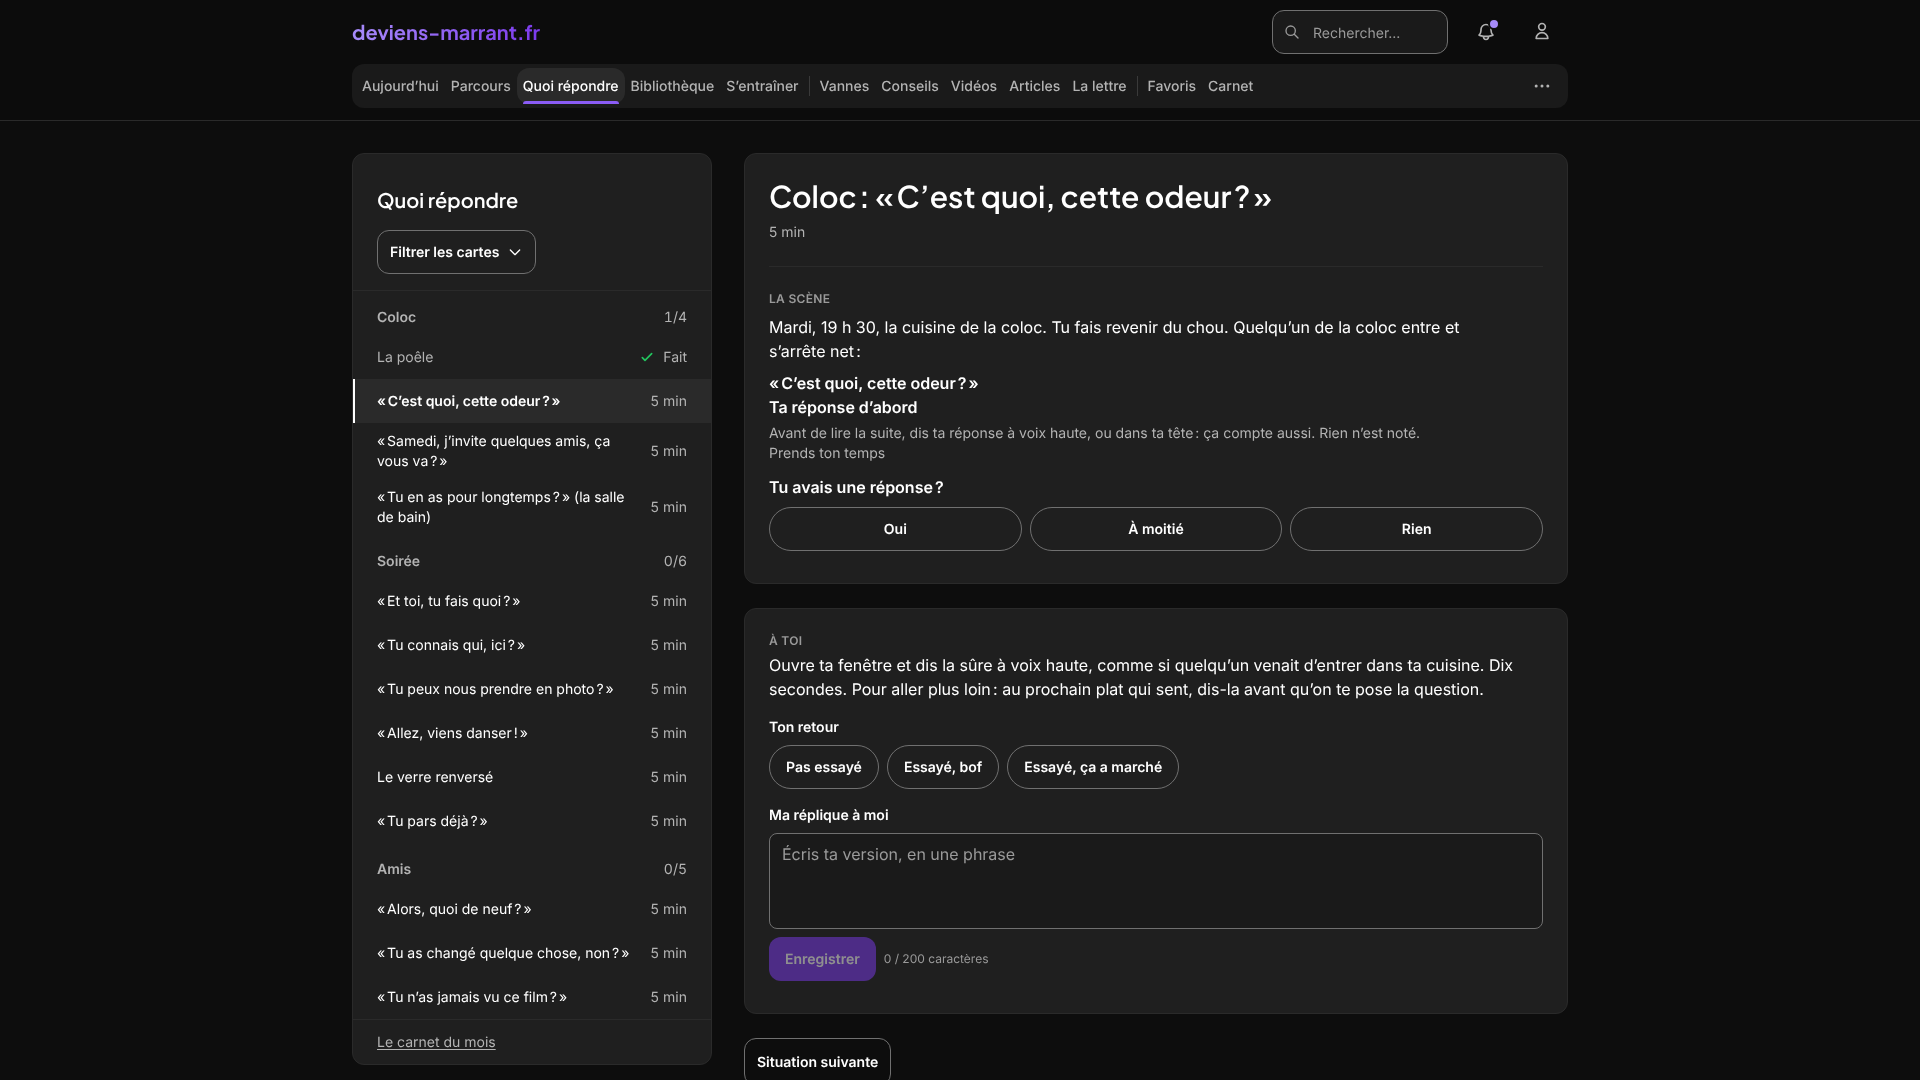 deviens-marrant.fr
Rechercher...
Aujourd’hui Parcours Quoi répondre Bibliothèque S’entraîner Vannes Conseils Vidéos Articles La lettre Favoris Carnet
Quoi répondre
Filtrer les cartes
Coloc 1/4
La poêle Fait
« C’est quoi, cette odeur ? » 5 min
« Samedi, j’invite quelques amis, ça
vous va ? » 5 min
« Tu en as pour longtemps ? » (la salle
de bain) 5 min
Soirée 0/6
« Et toi, tu fais quoi ? » 5 min
« Tu connais qui, ici ? » 5 min
« Tu peux nous prendre en photo ? » 5 min
« Allez, viens danser ! » 5 min
Le verre renversé 5 min
« Tu pars déjà ? » 5 min
Amis 0/5
« Alors, quoi de neuf ? » 5 min
« Tu as changé quelque chose, non ? » 5 min
« Tu n’as jamais vu ce film ? » 5 min
Le carnet du mois
Coloc : « C’est quoi, cette odeur ? »
5 min
LA SCÈNE
Mardi, 19 h 30, la cuisine de la coloc. Tu fais revenir du chou. Quelqu’un de la coloc entre et
s’arrête net :
« C’est quoi, cette odeur ? »
Ta réponse d’abord
Avant de lire la suite, dis ta réponse à voix haute, ou dans ta tête : ça compte aussi. Rien n’est noté.
Prends ton temps
Tu avais une réponse ?
Oui À moitié Rien
À TOI
Ouvre ta fenêtre et dis la sûre à voix haute, comme si quelqu’un venait d’entrer dans ta cuisine. Dix
secondes. Pour aller plus loin : au prochain plat qui sent, dis-la avant qu’on te pose la question.
Ton retour
Pas essayé Essayé, bof Essayé, ça a marché
Ma réplique à moi
Écris ta version, en une phrase
Enregistrer 0 / 200 caractères
Situation suivante